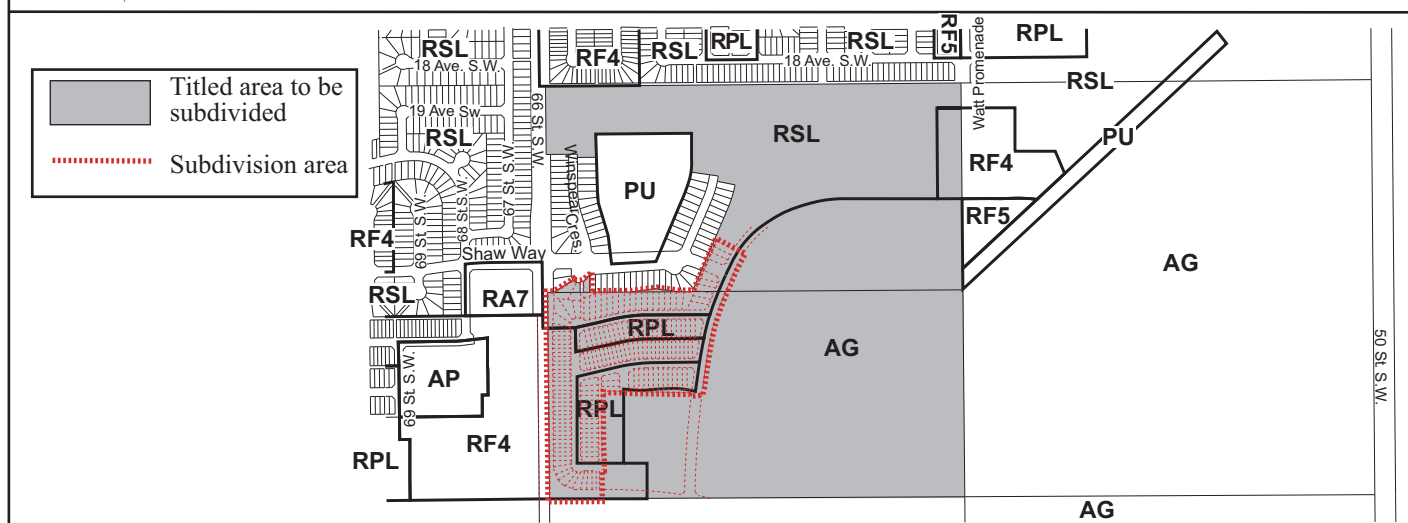 Titled area to be
subdivided
Subdivision area
RSL
18 Ave. S.W.
RF4
RSL
RPL
RSL
18 Ave. S.W.
RF5
Watt Promenade
RPL
RSL
19 Ave Sw
RSL
66 St. S.W.
RSL
PU
RF4
PU
Winspear Cres.
67 St. S.W.
68 St.S.W.
69 St. S.W.
RF4
RF5
Shaw Way
AG
RSL
RA7
RPL
AG
50 St. S.W.
AP
69 St. S.W.
RPL
RF4
RPL
AG